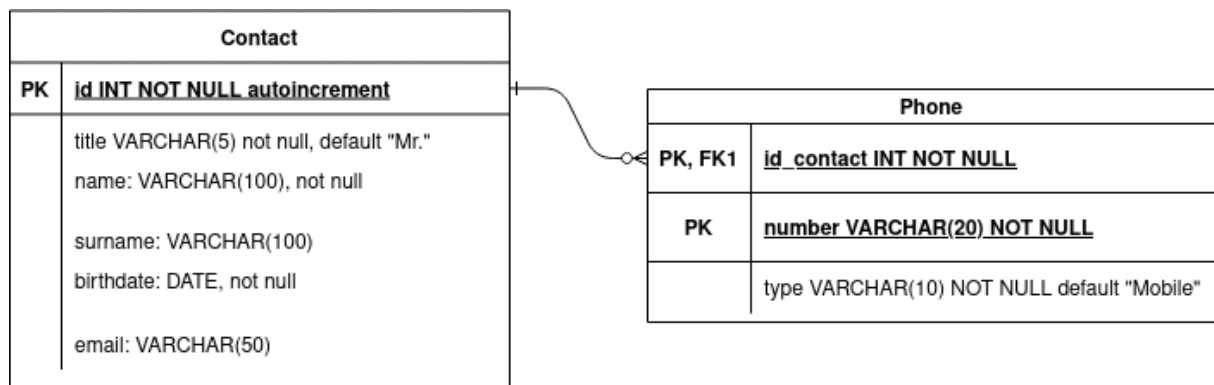 Contact
PK id INT NOT NULL autoincrement
title VARCHAR(5) not null, default "Mr."
name: VARCHAR(100), not null
surname: VARCHAR(100)
birthdate: DATE, not null
email: VARCHAR(50)
Phone
PK, FK1 id_contact INT NOT NULL
PK number VARCHAR(20) NOT NULL
type VARCHAR(10) NOT NULL default "Mobile"